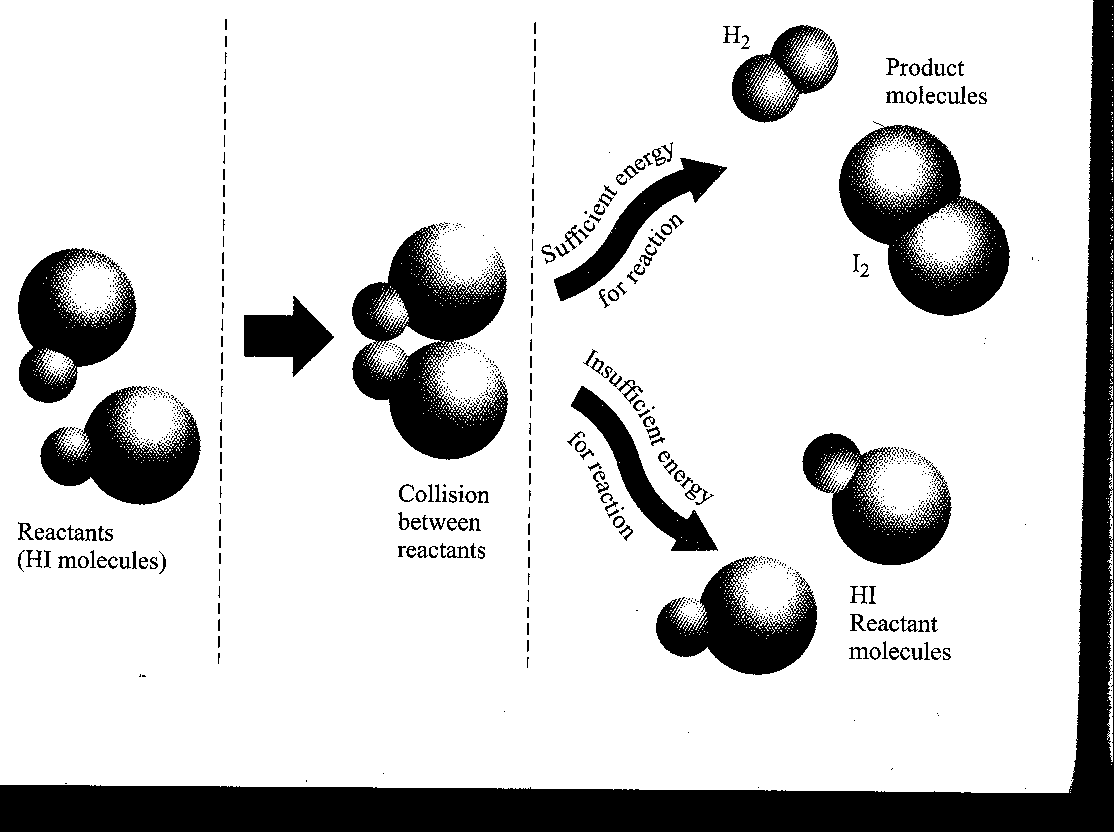 Reactants
(HI molecules)
Collision
between
reactants
Sufficient energy
for reaction
H2
Product
molecules
I2
Insufficient energy
for reaction
HI
Reactant
molecules